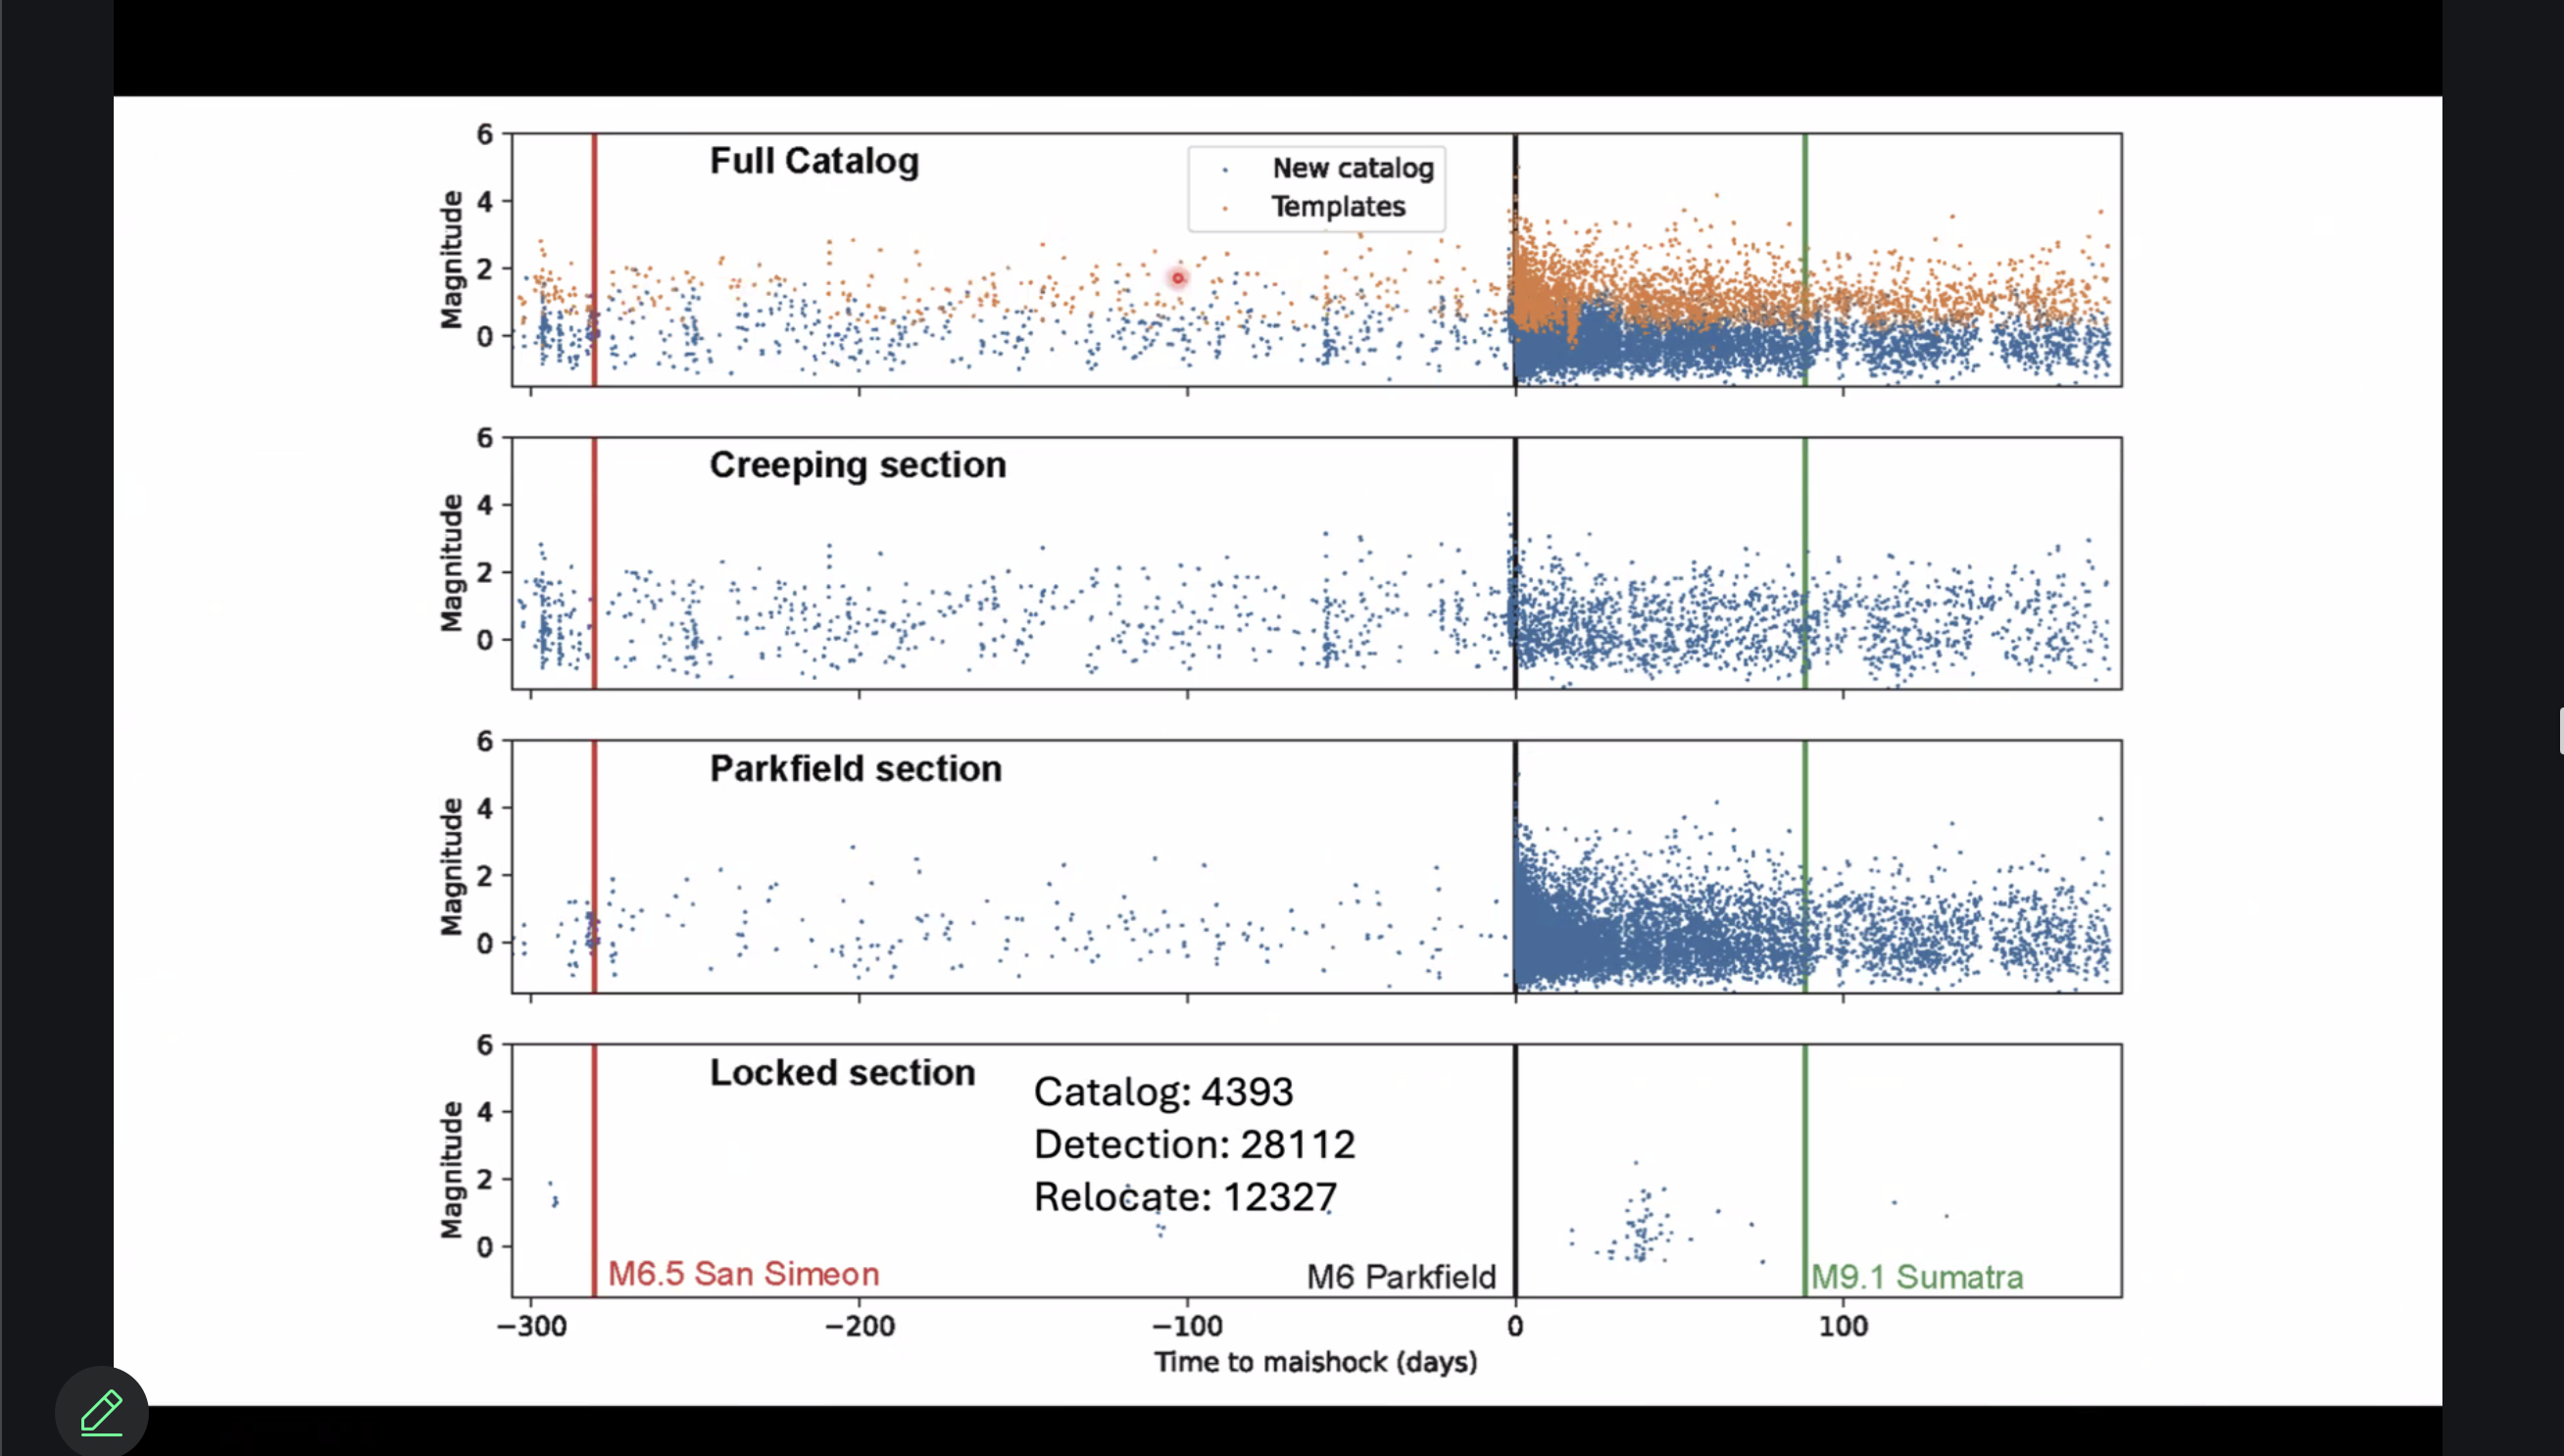 Full Catalog
New catalog
Templates
Magnitude
6
4
2
0
Creeping section
Magnitude
6
4
2
0
Parkfield section
Magnitude
6
4
2
0
Locked section
Catalog: 4393
Detection: 28112
Relocate: 12327
Magnitude
6
4
2
0
M6.5 San Simeon
M6 Parkfield
M9.1 Sumatra
−300
−200
−100
0
100
Time to maishock (days)